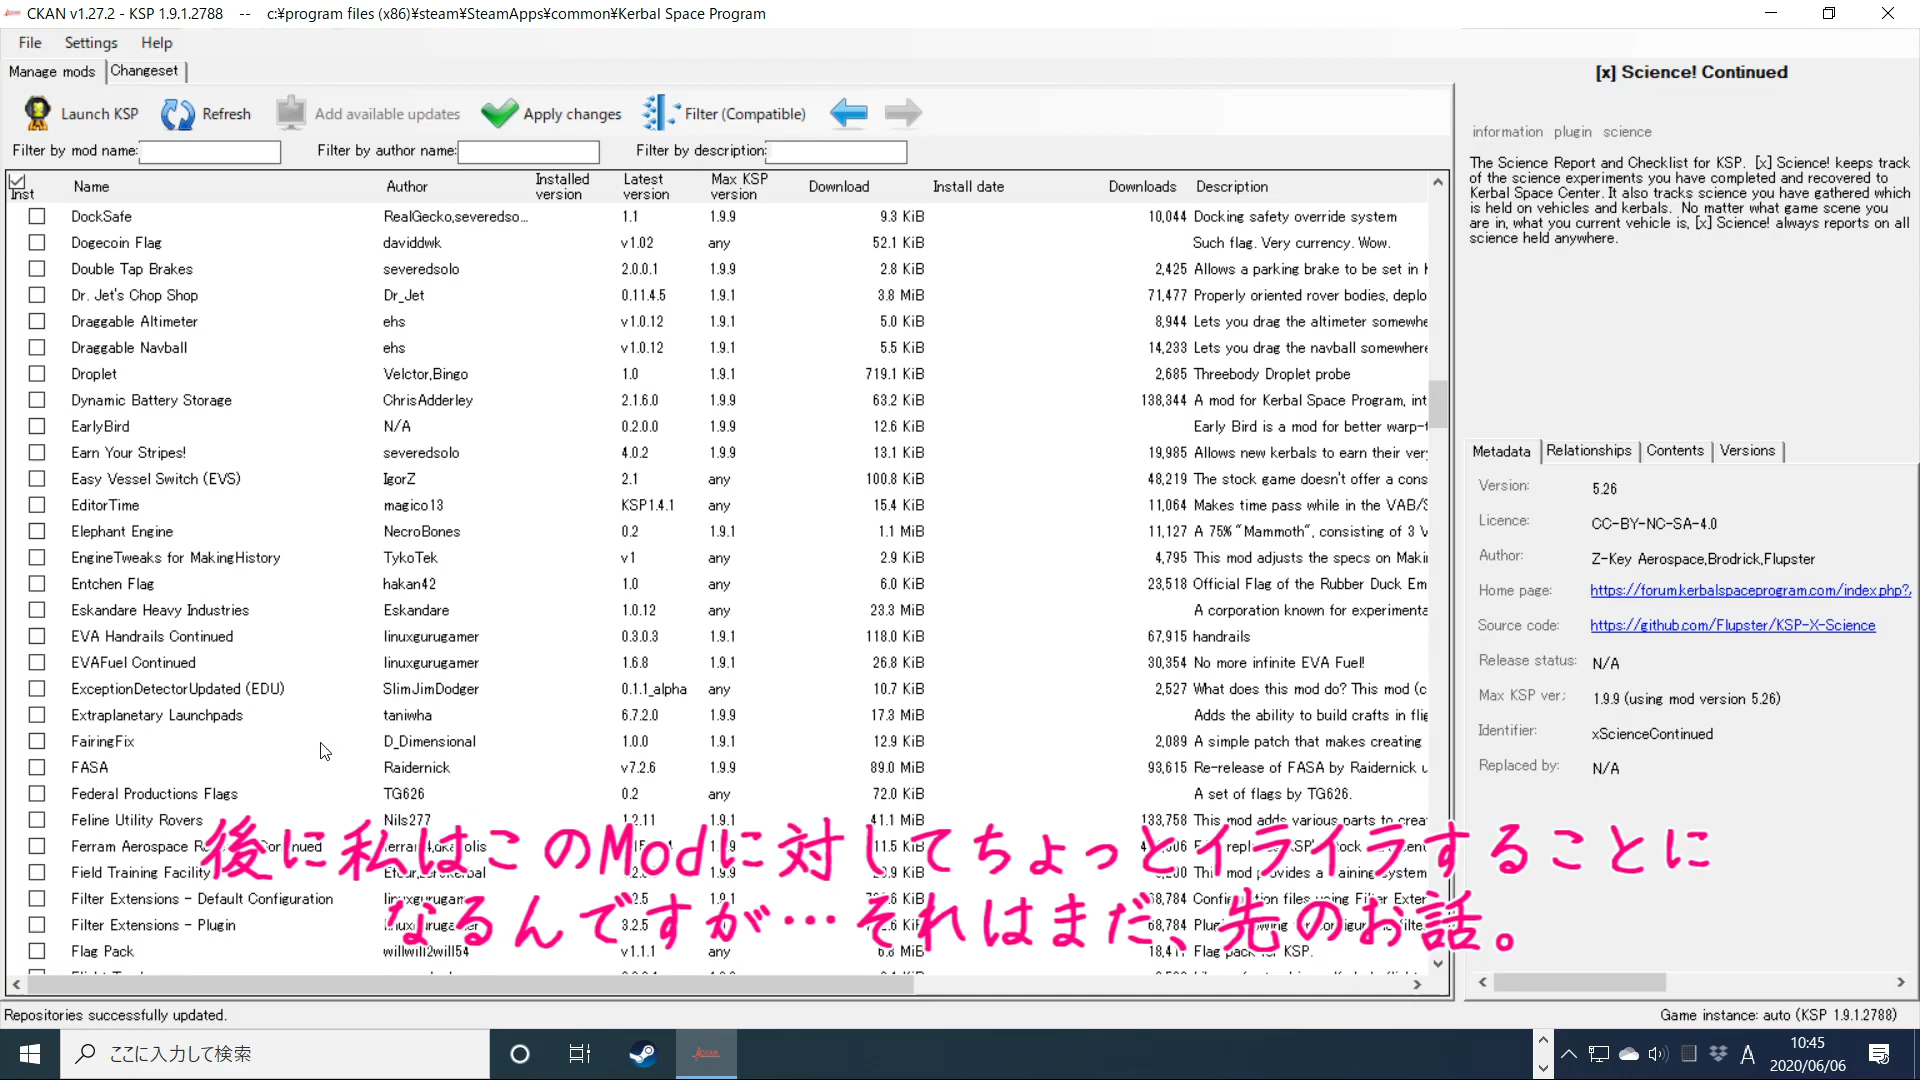 CKAN v1.27.2 - KSP 1.9.1.2788 -- c:¥program files (x86)¥steam¥SteamApps¥common¥Kerbal Space Program
File Settings Help
Manage mods Changeset
Launch KSP Refresh Add available updates Apply changes Filter (Compatible)
Filter by mod name: Filter by author name: Filter by description:
Inst Name Author Installed version Latest version Max KSP version Download Install date Downloads Description
DockSafe RealGecko,severedso... 1.1 1.9.9 9.3 KiB 10,044 Docking safety override system
Dogecoin Flag daviddwk v1.02 any 52.1 KiB Such flag. Very currency. Wow.
Double Tap Brakes severedsolo 2.0.0.1 1.9.9 2.8 KiB 2,425 Allows a parking brake to be set in
Dr. Jet's Chop Shop Dr_Jet 0.11.4.5 1.9.1 3.8 MiB 71,477 Properly oriented rover bodies, deplo
Draggable Altimeter ehs v1.0.12 1.9.1 5.0 KiB 8,944 Lets you drag the altimeter somewhe
Draggable Navball ehs v1.0.12 1.9.1 5.5 KiB 14,233 Lets you drag the navball somewhere
Droplet Velctor,Bingo 1.0 1.9.1 719.1 KiB 2,685 Threebody Droplet probe
Dynamic Battery Storage ChrisAdderley 2.1.6.0 1.9.9 63.2 KiB 138,344 A mod for Kerbal Space Program, int
EarlyBird N/A 0.2.0.0 1.9.9 12.6 KiB Early Bird is a mod for better warp-t
Earn Your Stripes! severedsolo 4.0.2 1.9.9 13.1 KiB 19,985 Allows new kerbals to earn their ver
Easy Vessel Switch (EVS) IgorZ 2.1 any 100.8 KiB 48,219 The stock game doesn't offer a cons
EditorTime magico13 KSP1.4.1 any 15.4 KiB 11,064 Makes time pass while in the VAB/S
Elephant Engine NecroBones 0.2 1.9.1 1.1 MiB 11,127 A 75% "Mammoth", consisting of 3 V
EngineTweaks for MakingHistory TykoTek v1 any 2.9 KiB 4,795 This mod adjusts the specs on Maki
Entchen Flag hakan42 1.0 any 6.0 KiB 23,518 Official Flag of the Rubber Duck Em
Eskandare Heavy Industries Eskandare 1.0.12 any 23.3 MiB A corporation known for experimenta
EVA Handrails Continued linuxgurugamer 0.3.0.3 1.9.1 118.0 KiB 67,915 handrails
EVAFuel Continued linuxgurugamer 1.6.8 1.9.1 26.8 KiB 30,354 No more infinite EVA Fuel!
ExceptionDetectorUpdated (EDU) SlimJimDodger 0.1.1_alpha any 10.7 KiB 2,527 What does this mod do? This mod (c
Extraplanetary Launchpads taniwha 6.7.2.0 1.9.9 17.3 MiB Adds the ability to build crafts in flig
FairingFix D_Dimensional 1.0.0 1.9.1 12.9 KiB 2,089 A simple patch that makes creating
FASA Raidernick v7.2.6 1.9.9 89.0 MiB 93,615 Re-release of FASA by Raidernick u
Federal Productions Flags TG626 0.2 any 72.0 KiB A set of flags by TG626.
Feline Utility Rovers Nils277 1.2.11 41.1 MiB 133,758 This mod adds various parts to crea
Ferram Aerospace
Field Training Facility
Filter Extensions - Default Configuration
Filter Extensions - Plugin 3.2.5
Flag Pack willwill2will54 v1.1.1 any 6.8 MiB Flag pack for KSP.
後に私はこのModに対してちょっとイライラすることに
なるんですが…それはまだ、先のお話。
[x] Science! Continued
information plugin science
The Science Report and Checklist for KSP. [x] Science! keeps track
of the science experiments you have completed and recovered to
Kerbal Space Center. It also tracks science you have gathered which
is held on vehicles and kerbals. No matter what game scene you
are in, what you current vehicle is, [x] Science! always reports on all
science held anywhere.
Metadata Relationships Contents Versions
Version: 5.26
Licence: CC-BY-NC-SA-4.0
Author: Z-Key Aerospace,Brodrick,Flupster
Home page: https://forum.kerbalspaceprogram.com/index.php?/
Source code: https://github.com/Flupster/KSP-X-Science
Release status: N/A
Max KSP ver.: 1.9.9 (using mod version 5.26)
Identifier: xScienceContinued
Replaced by: N/A
Repositories successfully updated. Game instance: auto (KSP 1.9.1.2788)
ここに入力して検索
A
10:45
2020/06/06